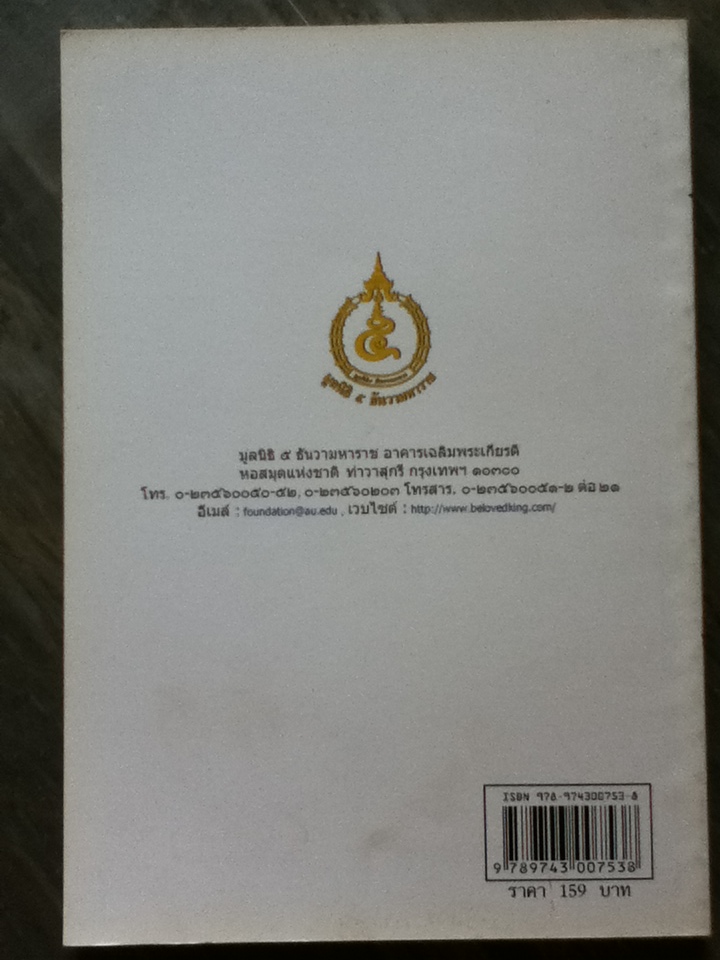 ๕
มูลนิธิ ๕ ธันวามหาราช
มูลนิธิ ๕ ธันวามหาราช อาคารเฉลิมพระเกียรติ
หอสมุดแห่งชาติ ท่าวาสุกรี กรุงเทพฯ ๑๐๓๐๐
โทร. ๐-๒๓๕๖๐๐๕๐-๕๒, ๐-๒๓๕๖๐๒๐๓ โทรสาร. ๐-๒๓๕๖๐๐๕๑-๒ ต่อ ๒๑
อีเมล์ : foundation@au.edu , เวบไซต์ : http://www.belovedking.com/
ISBN 978-974300753-8
9 789743 007538
ราคา 159 บาท